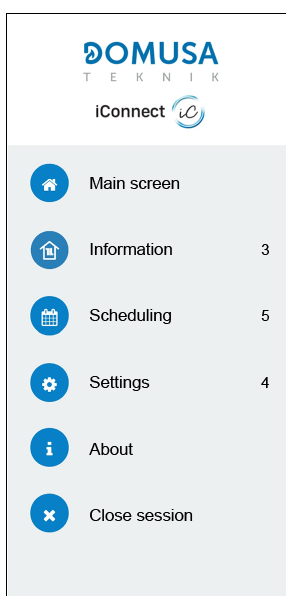 DOMUSA
TEKNIK
iConnect iC
Main screen
Information 3
Scheduling 5
Settings 4
About
Close session